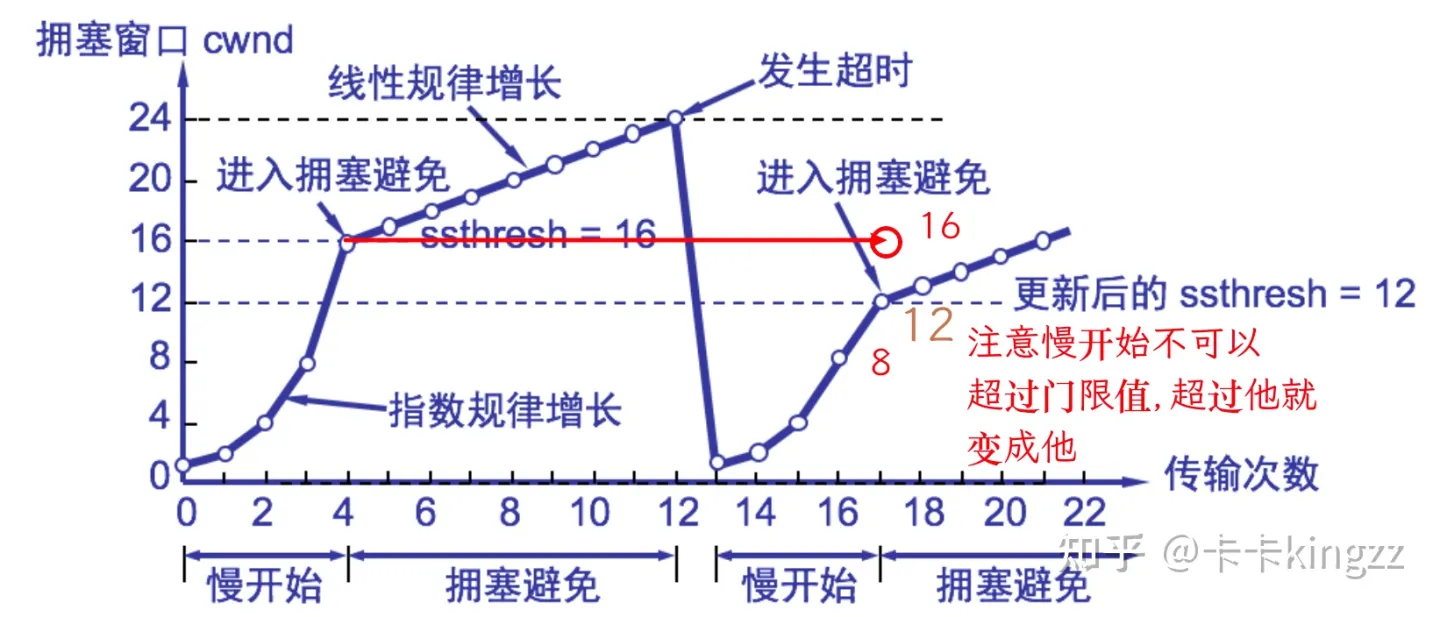 拥塞窗口 cwnd
发生超时
线性规律增长
24
进入拥塞避免
进入拥塞避免
20
16
16
ssthresh = 16
12
更新后的 ssthresh = 12
12
注意慢开始不可以
8
8
超过门限值,超过他就
指数规律增长
4
变成他
0
传输次数
0 2 4 6 8 10 12 14 16 18 20 22
知乎 @卡卡kingzz
慢开始 拥塞避免 慢开始 拥塞避免